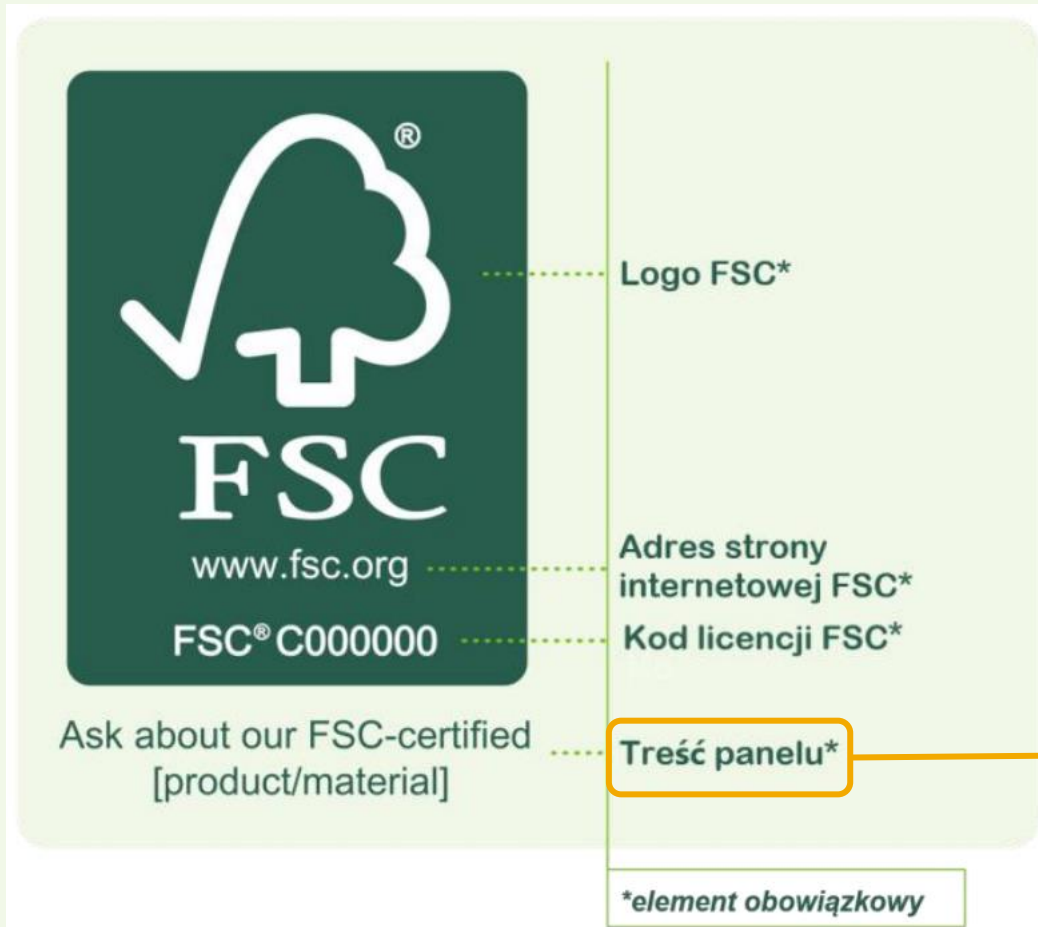 ®
Logo FSC*
FSC
www.fsc.org
Adres strony
internetowej FSC*
FSC® C000000
Kod licencji FSC*
Ask about our FSC-certified
[product/material]
Treść panelu*
*element obowiązkowy